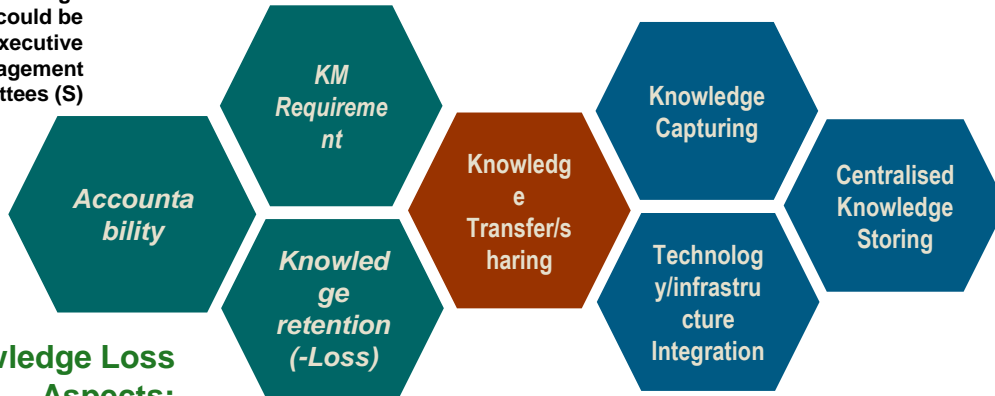 could be
xecutive
agement
ttees (S)
KM
Requireme
nt
Accounta
bility
Knowled
ge
retention
(-Loss)
Knowledg
e
Transfer/s
haring
Knowledge
Capturing
Technolog
y/infrastru
cture
Integration
Centralised
Knowledge
Storing
wledge Loss
Aspects: